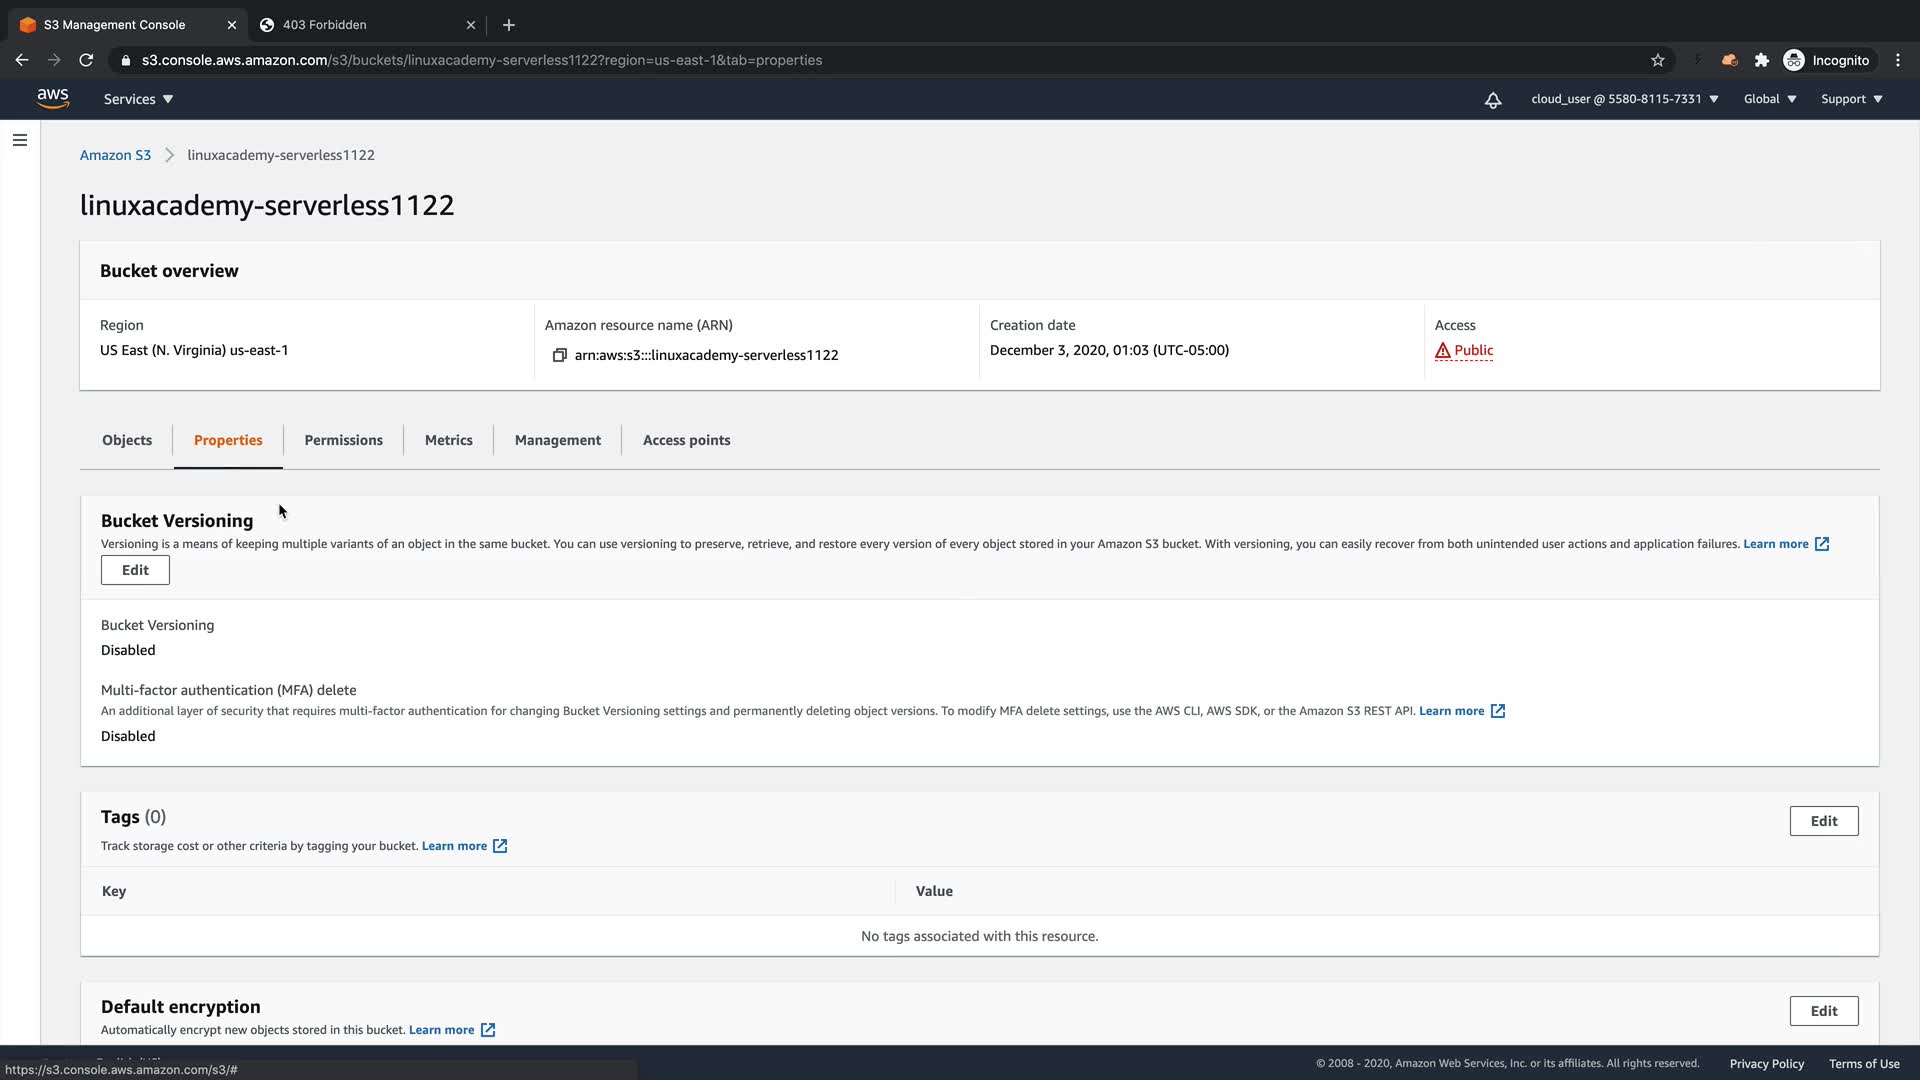 S3 Management Console
403 Forbidden
s3.console.aws.amazon.com/s3/buckets/linuxacademy-serverless1122?region=us-east-1&tab=properties
Incognito
aws
Services
cloud_user @ 5580-8115-7331
Global
Support
Amazon S3
linuxacademy-serverless1122
linuxacademy-serverless1122
Bucket overview
Region
US East (N. Virginia) us-east-1
Amazon resource name (ARN)
arn:aws:s3:::linuxacademy-serverless1122
Creation date
December 3, 2020, 01:03 (UTC-05:00)
Access
Public
Objects
Properties
Permissions
Metrics
Management
Access points
Bucket Versioning
Versioning is a means of keeping multiple variants of an object in the same bucket. You can use versioning to preserve, retrieve, and restore every version of every object stored in your Amazon S3 bucket. With versioning, you can easily recover from both unintended user actions and application failures. Learn more
Edit
Bucket Versioning
Disabled
Multi-factor authentication (MFA) delete
An additional layer of security that requires multi-factor authentication for changing Bucket Versioning settings and permanently deleting object versions. To modify MFA delete settings, use the AWS CLI, AWS SDK, or the Amazon S3 REST API. Learn more
Disabled
Tags (0)
Edit
Track storage cost or other criteria by tagging your bucket. Learn more
Key
Value
No tags associated with this resource.
Default encryption
Edit
Automatically encrypt new objects stored in this bucket. Learn more
https://s3.console.aws.amazon.com/s3/#
© 2008 - 2020, Amazon Web Services, Inc. or its affiliates. All rights reserved.
Privacy Policy
Terms of Use